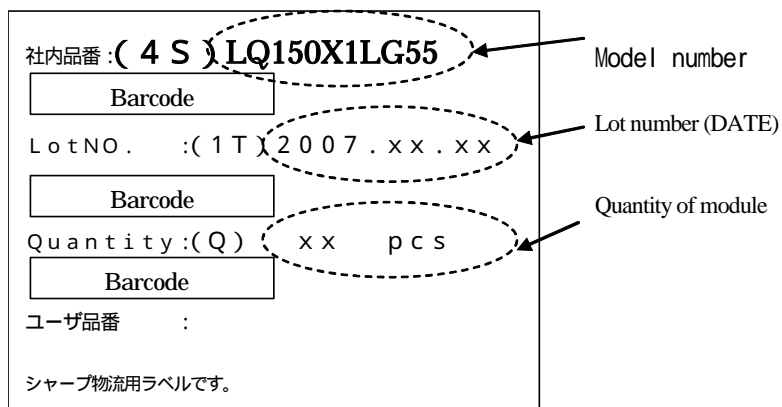 社内品番:(4S)LQ150X1LG55
Model number
Barcode
LotNO. :(1T)2007.xx.xx
Lot number (DATE)
Barcode
Quantity of module
Quantity:(Q) xx pcs
Barcode
ユーザ品番 :
シャープ物流用ラベルです。